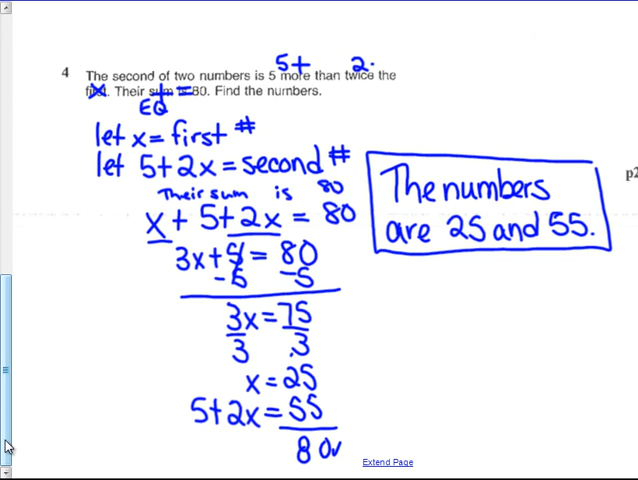 5+ 2·
4 The second of two numbers is 5 more than twice the
x + =
first. Their sum is 80. Find the numbers.
EQ
let x = first #
let 5+2x = second #
Their sum is 80
x + 5+2x = 80
3x+5 = 80
-5 -5
3x = 75
3 3
x = 25
5+2x = 55
80✓
The numbers
are 25 and 55.
p2
Extend Page